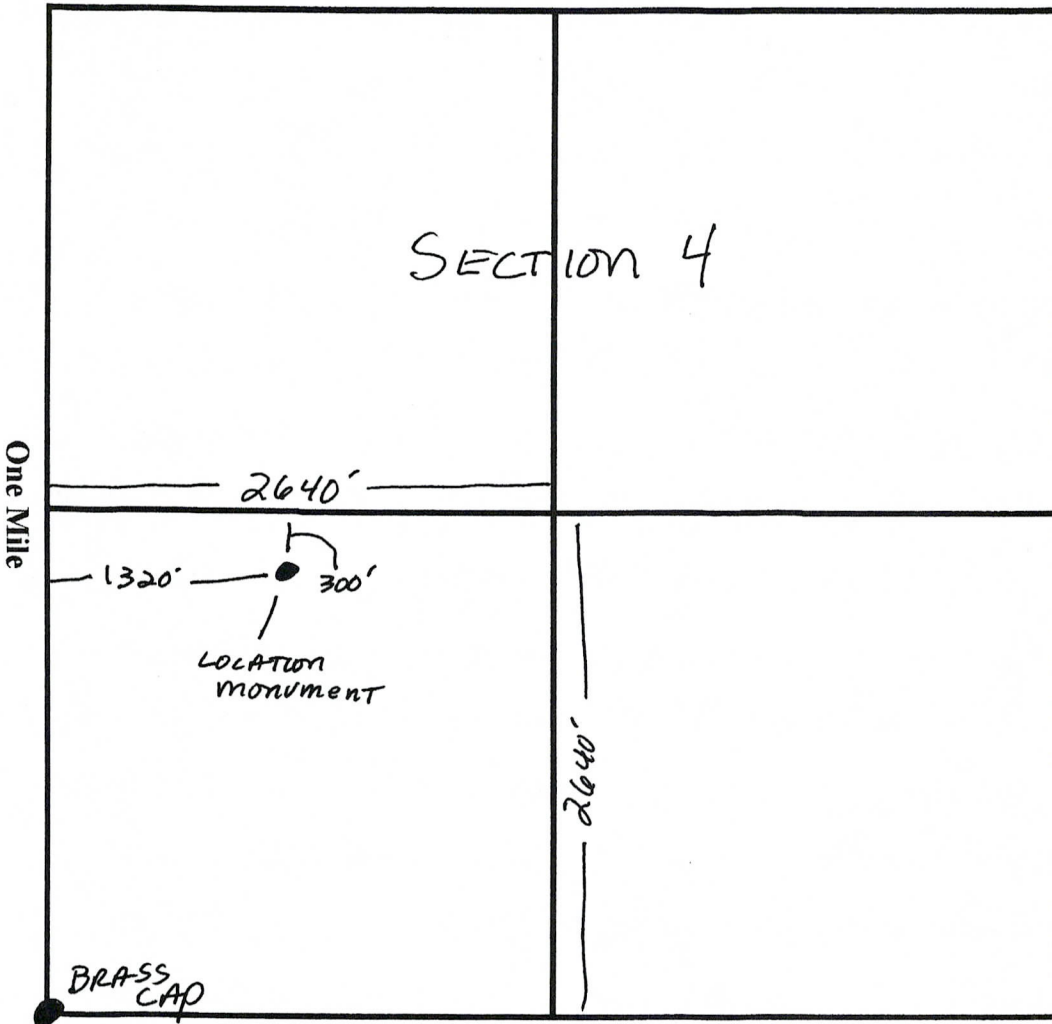 SECTION 4
One Mile
2640'
1320'
300'
LOCATION
MONUMENT
2640'
BRASS
CAP